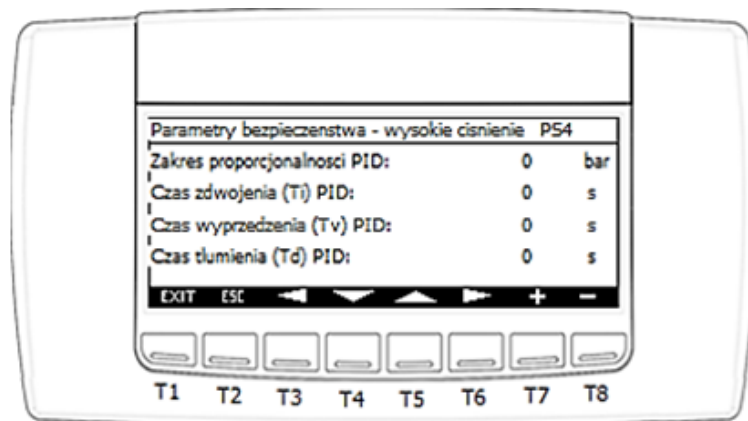 Parametry bezpieczenstwa - wysokie cisnienie PS4
Zakres proporcjonalnosci PID: 0 bar
Czas zdwojenia (Ti) PID: 0 s
Czas wyprzedzenia (Tv) PID: 0 s
Czas tlumienia (Td) PID: 0 s
EXIT ESC + -
T1 T2 T3 T4 T5 T6 T7 T8